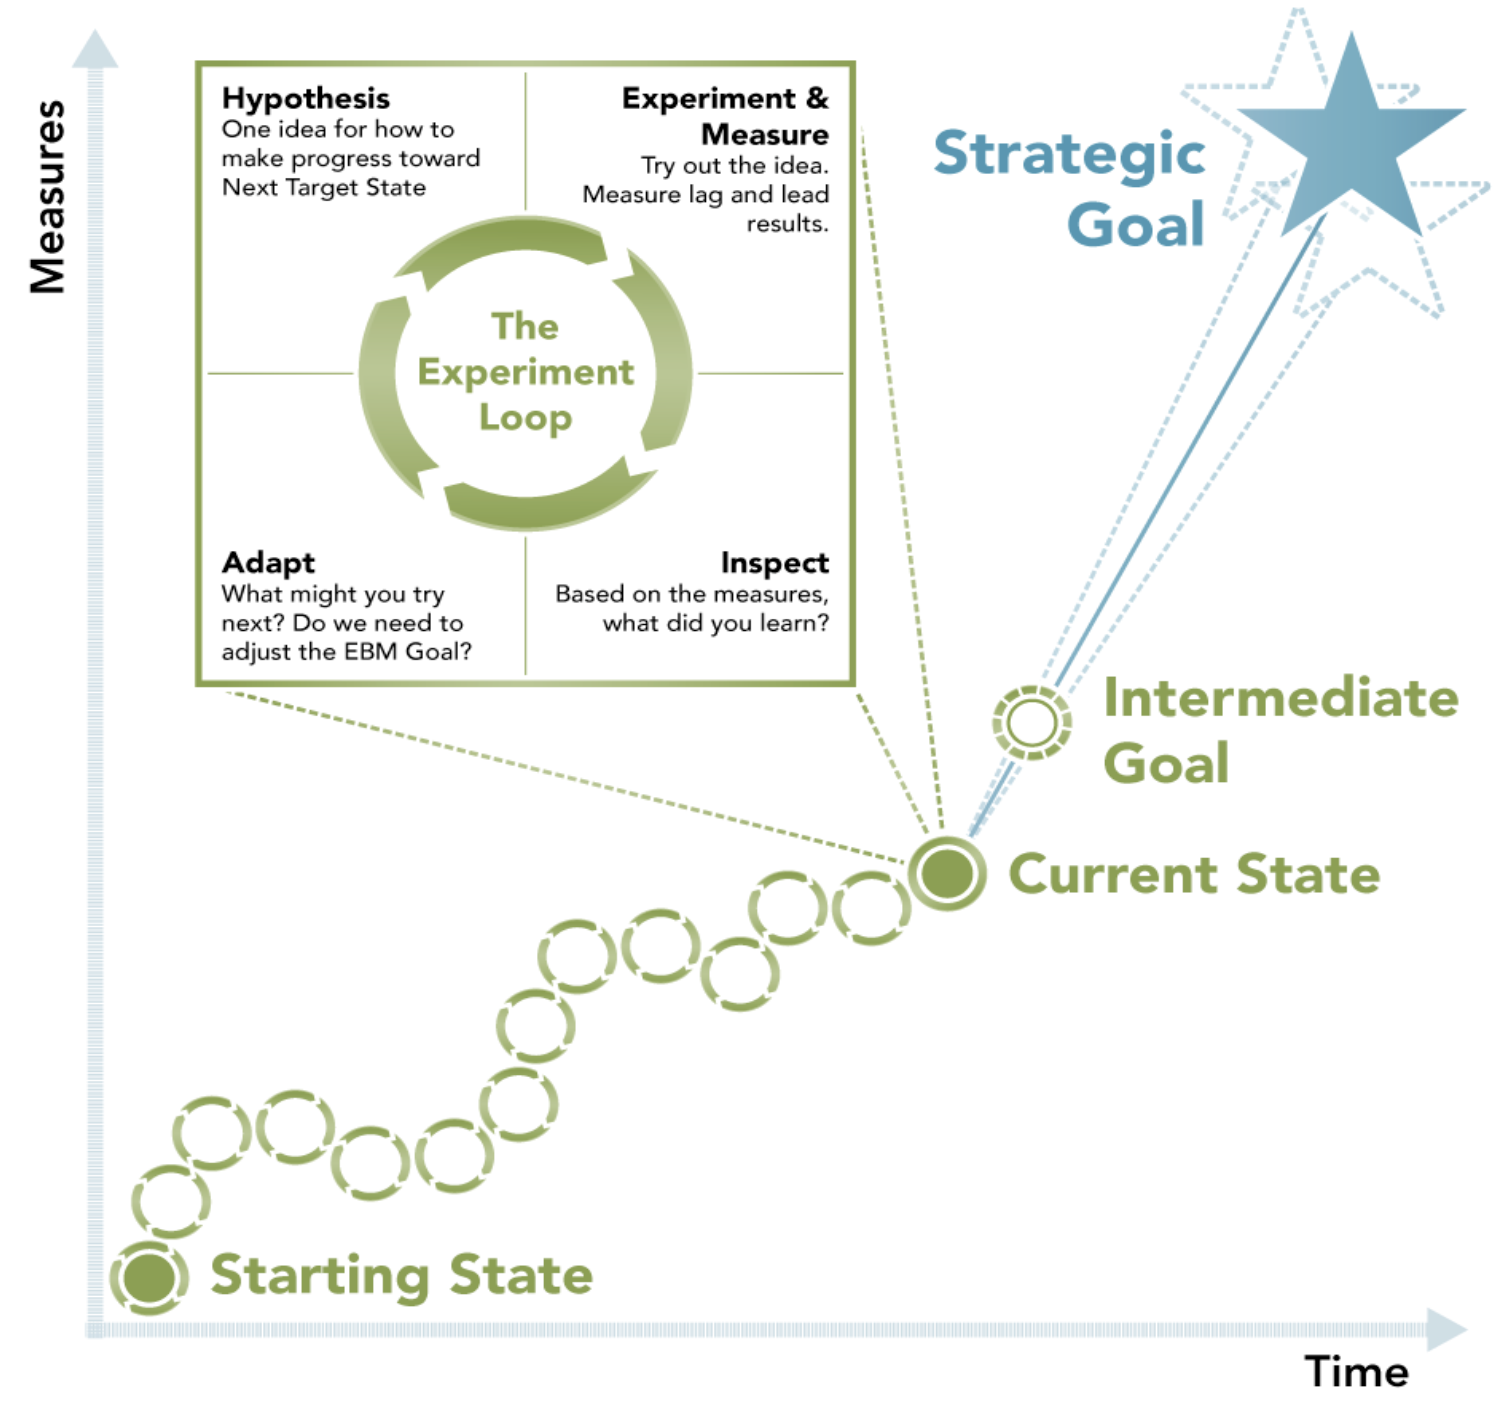 Measures
Hypothesis
One idea for how to
make progress toward
Next Target State
Experiment &
Measure
Try out the idea.
Measure lag and lead
results.
The
Experiment
Loop
Adapt
What might you try
next? Do we need to
adjust the EBM Goal?
Inspect
Based on the measures,
what did you learn?
Strategic
Goal
Intermediate
Goal
Current State
Starting State
Time